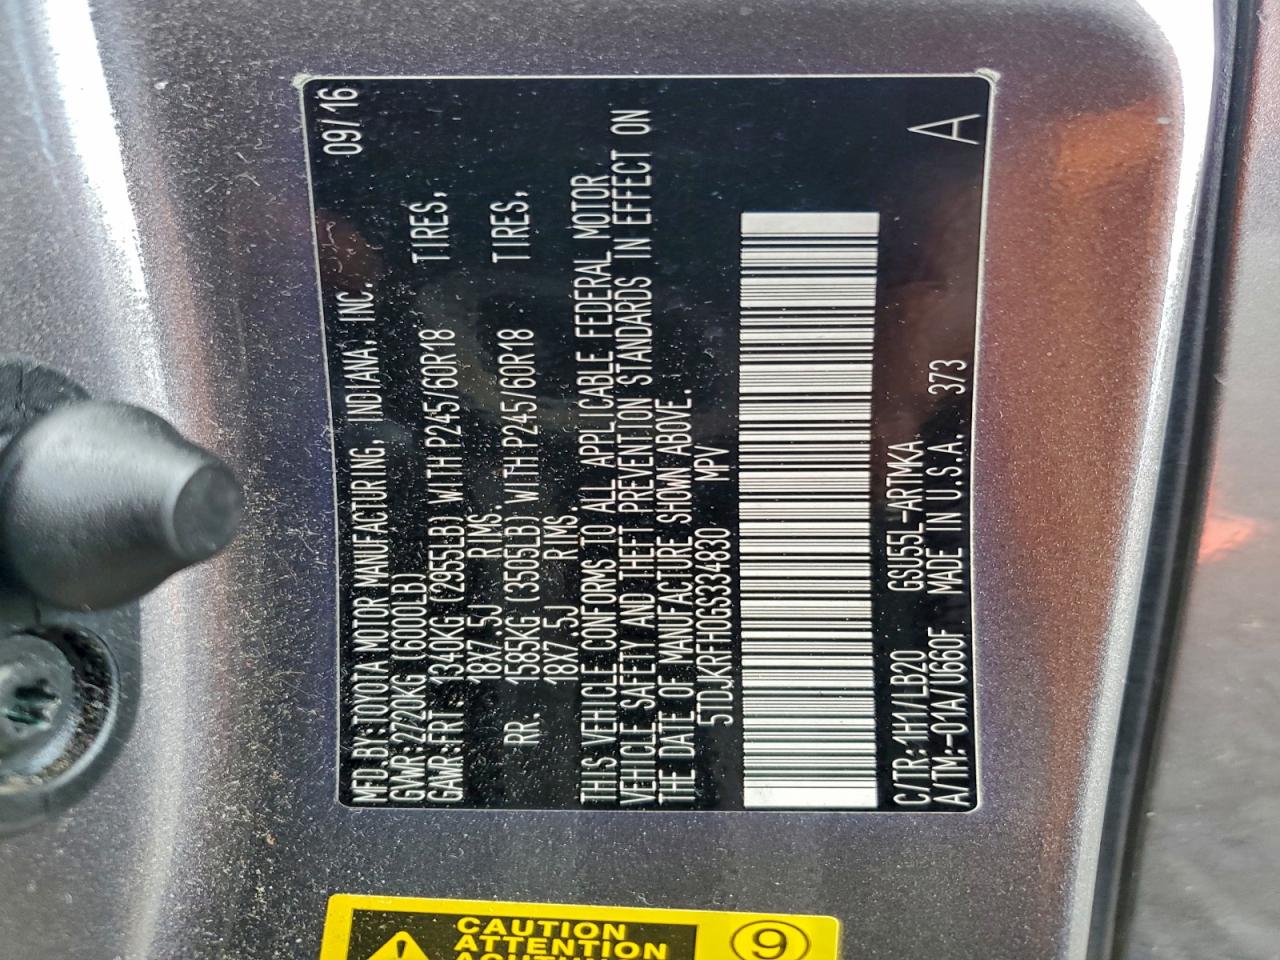 MFD.BY:TOYOTA MOTOR MANUFACTURING, INDIANA, INC. 09/16
GVWR:2720KG (6000LB)
GAWR:FRT. 1340KG (2955LB) WITH P245/60R18 TIRES,
18X7.5J RIMS.
RR. 1585KG (3505LB) WITH P245/60R18 TIRES,
18X7.5J RIMS.
THIS VEHICLE CONFORMS TO ALL APPLICABLE FEDERAL MOTOR
VEHICLE SAFETY AND THEFT PREVENTION STANDARDS IN EFFECT ON
THE DATE OF MANUFACTURE SHOWN ABOVE.
5TDJKRFH0GS334830 MPV
C/TR:1H1/LB20 GSU55L-ARTMKA
A/TM:-01A/U660F MADE IN U.S.A. 373 A
CAUTION
ATTENTION
9